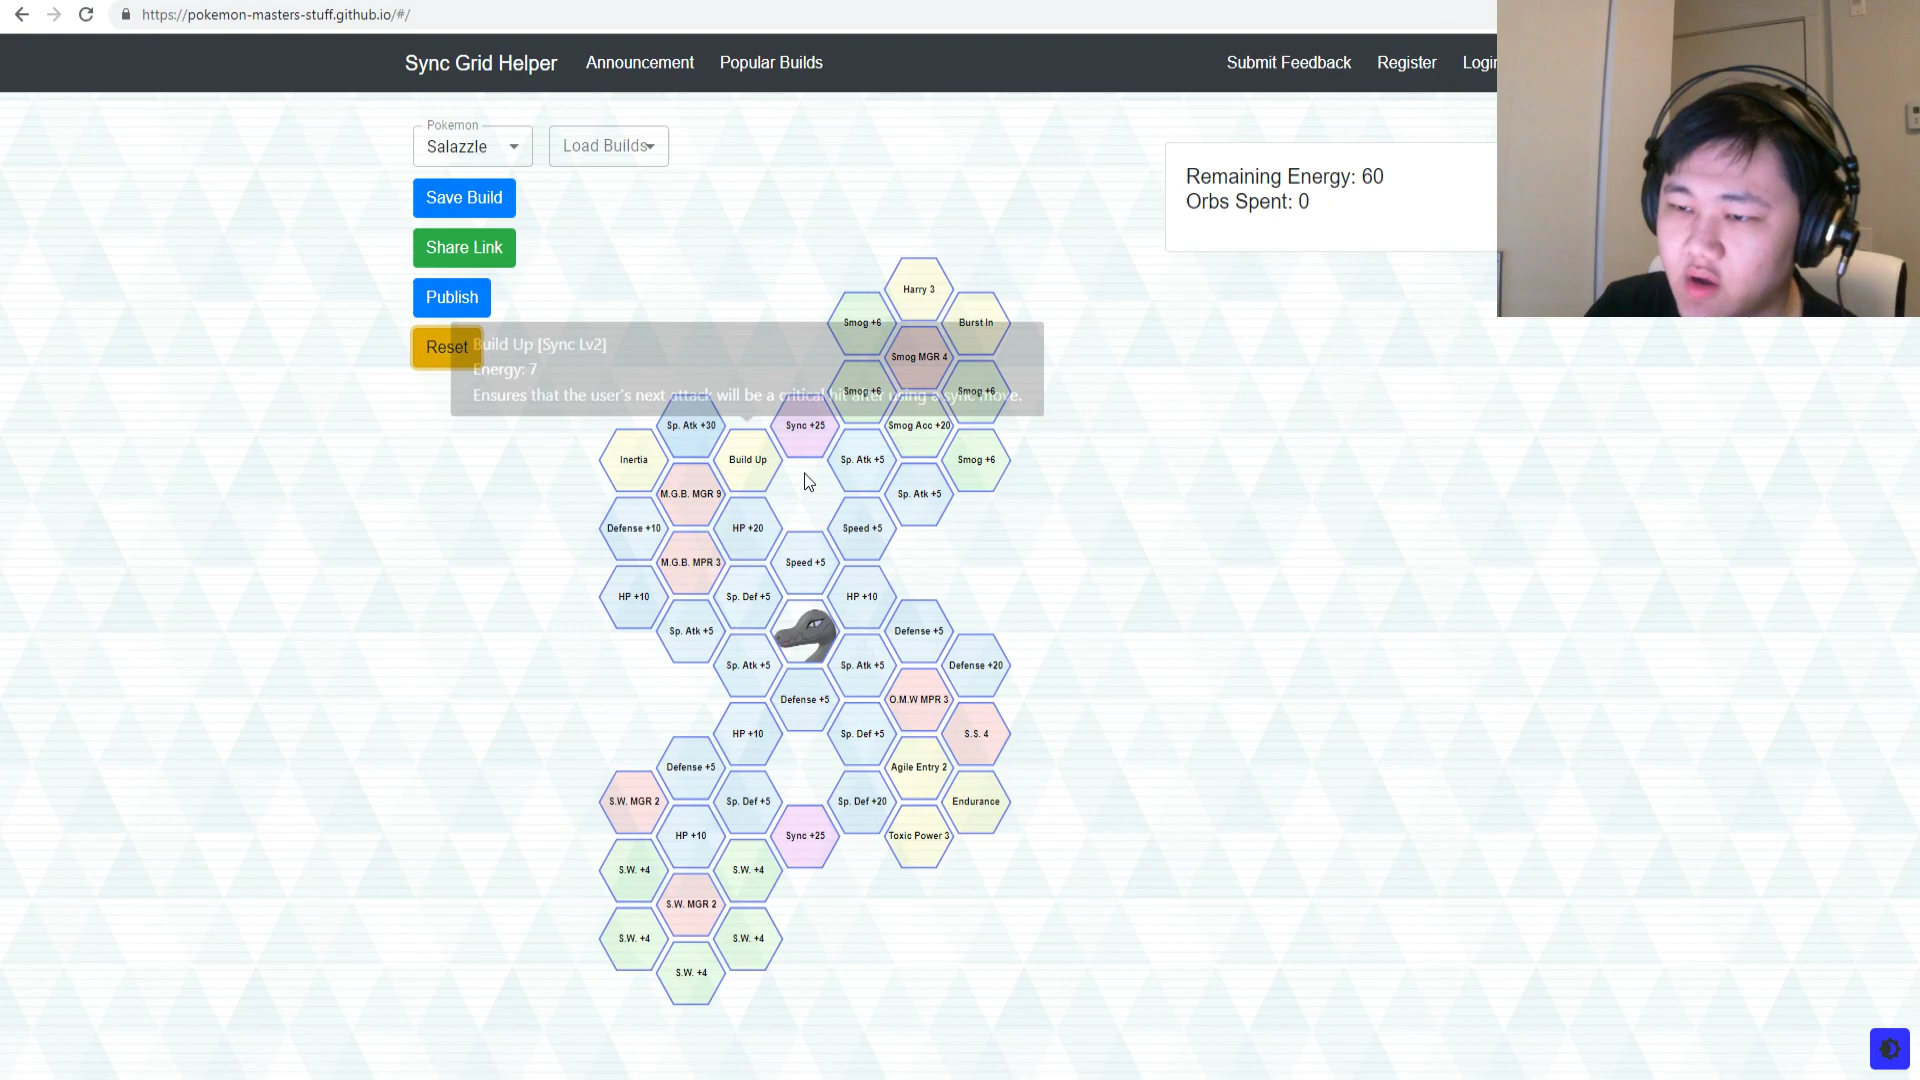 https://pokemon-masters-stuff.github.io/#/
Sync Grid Helper
Announcement
Popular Builds
Submit Feedback
Register
Login
Pokemon
Salazzle
Load Builds
Save Build
Share Link
Publish
Reset
Remaining Energy: 60
Orbs Spent: 0
Build Up [Sync Lv2]
Energy: 7
Ensures that the user's next attack will be a critical hit after using a sync move.
Harry 3
Smog +6
Burst In
Smog MGR 4
Smog +6
Smog +6
Sp. Atk +30
Sync +25
Smog Acc +20
Inertia
Build Up
Sp. Atk +5
Smog +6
M.G.B. MGR 9
Sp. Atk +5
Defense +10
HP +20
Speed +5
M.G.B. MPR 3
Speed +5
HP +10
Sp. Def +5
HP +10
Sp. Atk +5
Defense +5
Sp. Atk +5
Sp. Atk +5
Defense +20
Defense +5
O.M.W MPR 3
HP +10
Sp. Def +5
S.S. 4
Defense +5
Agile Entry 2
S.W. MGR 2
Sp. Def +5
Sp. Def +20
Endurance
HP +10
Sync +25
Toxic Power 3
S.W. +4
S.W. +4
S.W. MGR 2
S.W. +4
S.W. +4
S.W. +4